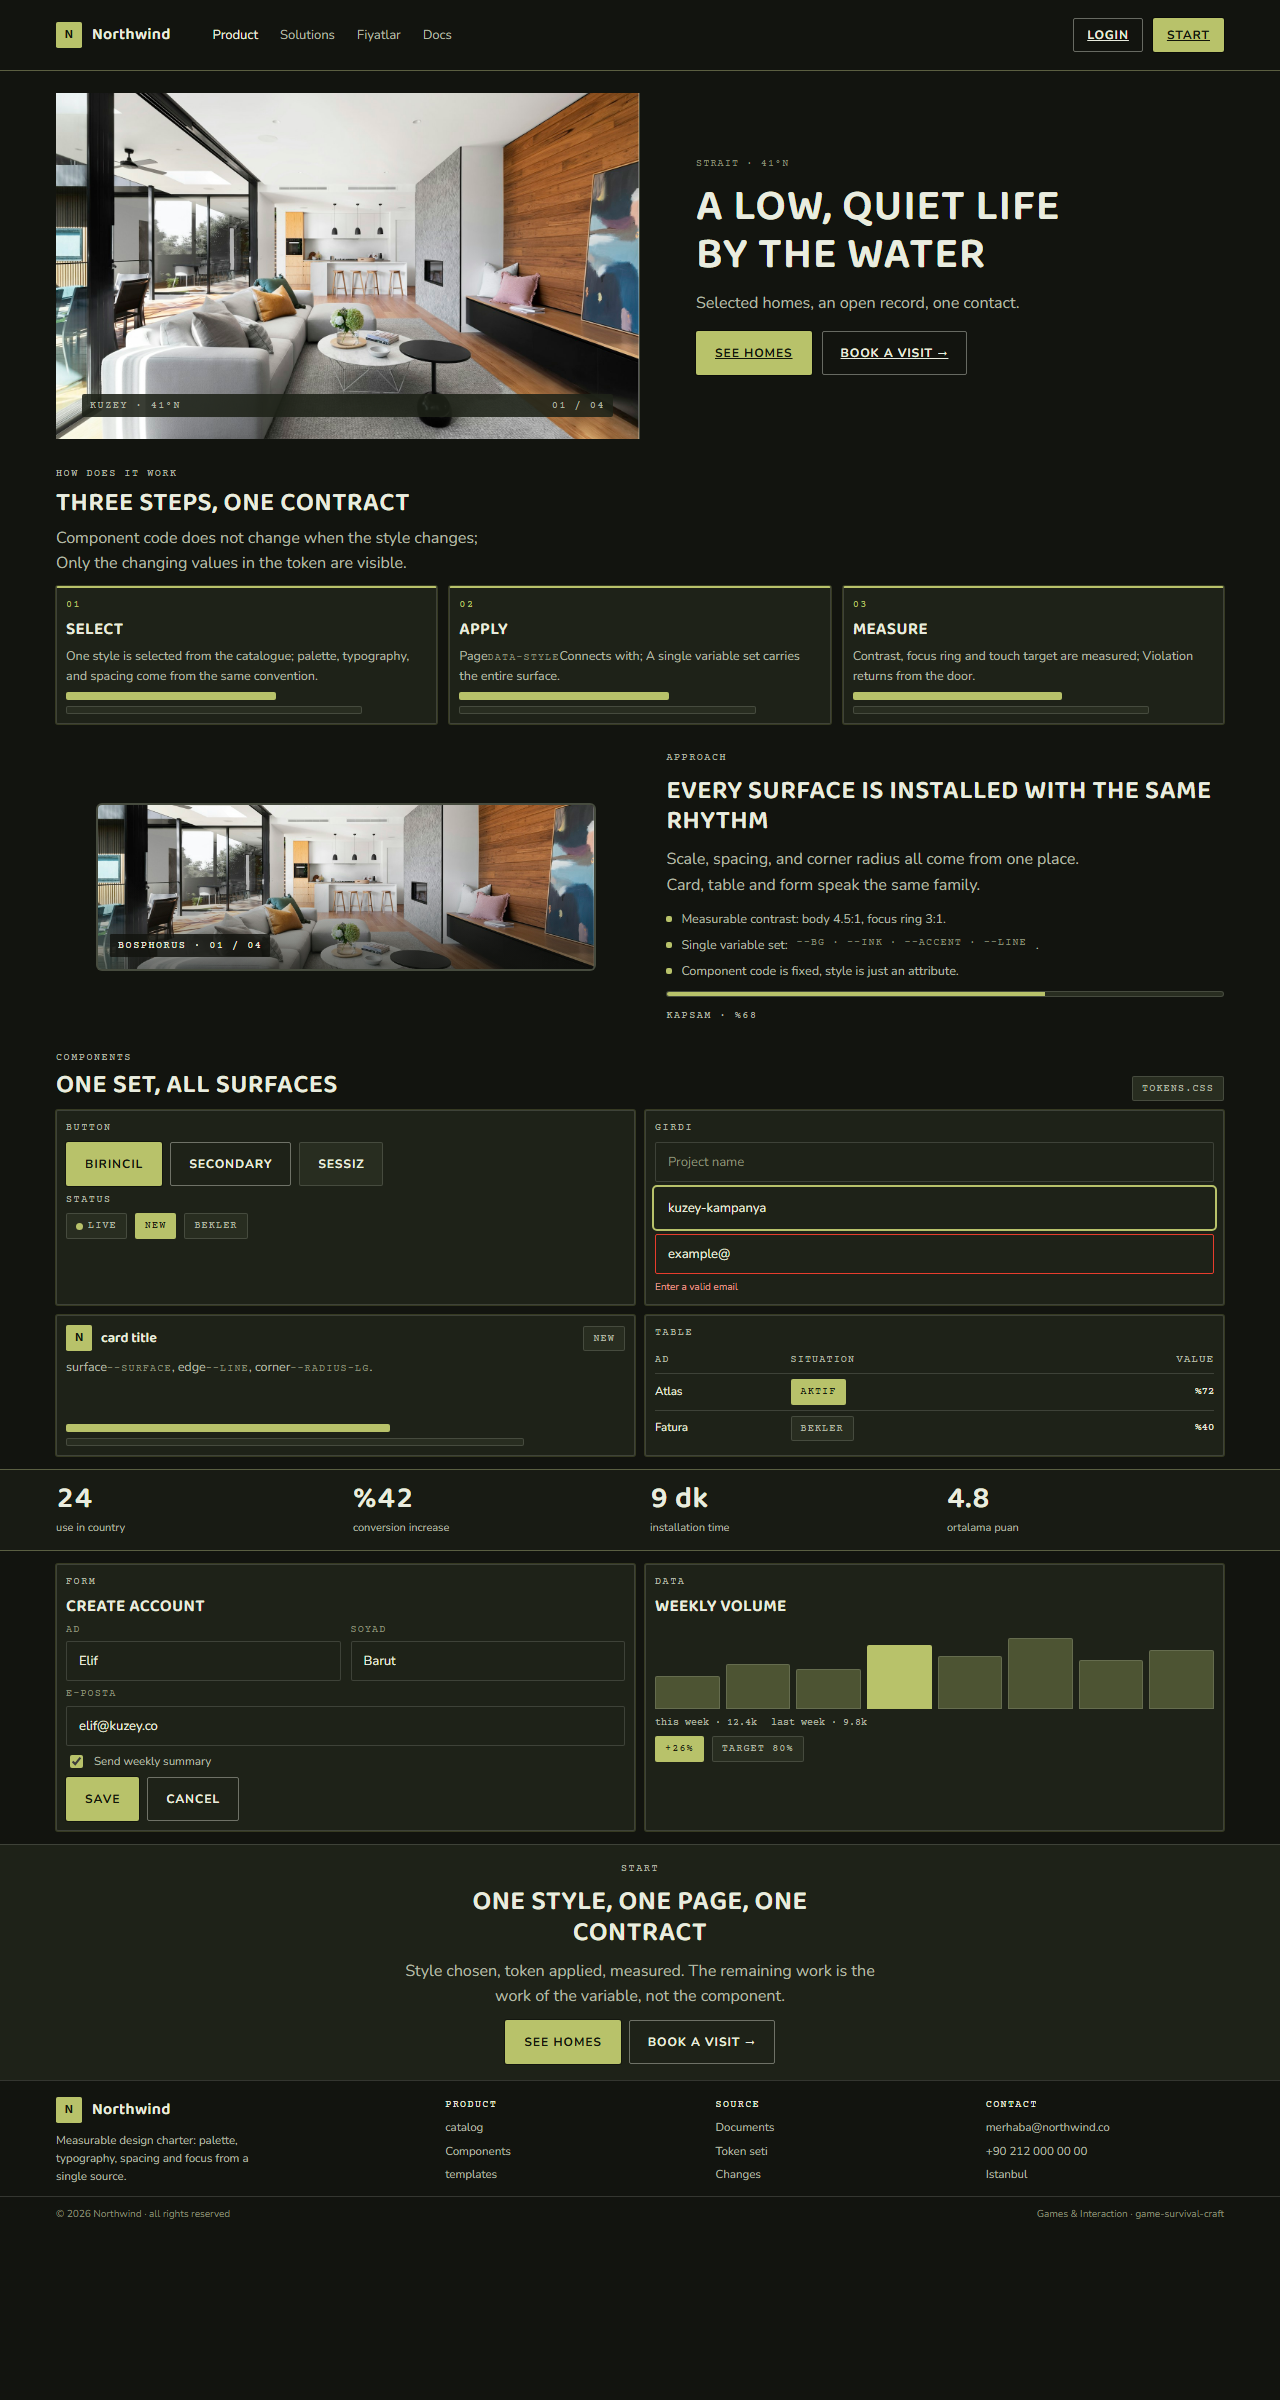 N Northwind Product Solutions Fiyatlar Docs LOGIN START
STRAIT · 41°N
A LOW, QUIET LIFE
BY THE WATER
Selected homes, an open record, one contact.
SEE HOMES BOOK A VISIT →
KUZEY · 41°N 01 / 04
HOW DOES IT WORK
THREE STEPS, ONE CONTRACT
Component code does not change when the style changes;
Only the changing values in the token are visible.
01
SELECT
One style is selected from the catalogue; palette, typography,
and spacing come from the same convention.
02
APPLY
PageDATA-STYLEConnects with; A single variable set carries
the entire surface.
03
MEASURE
Contrast, focus ring and touch target are measured; Violation
returns from the door.
BOSPHORUS · 01 / 04
APPROACH
EVERY SURFACE IS INSTALLED WITH THE SAME
RHYTHM
Scale, spacing, and corner radius all come from one place.
Card, table and form speak the same family.
Measurable contrast: body 4.5:1, focus ring 3:1.
Single variable set: --BG · --INK · --ACCENT · --LINE .
Component code is fixed, style is just an attribute.
KAPSAM · %68
COMPONENTS
ONE SET, ALL SURFACES
TOKENS.CSS
BUTTON
BIRINCIL SECONDARY SESSIZ
STATUS
LIVE NEW BEKLER
GIRDI
Project name
kuzey-kampanya
example@
Enter a valid email
N card title NEW
surface--SURFACE, edge--LINE, corner--RADIUS-LG.
TABLE
AD SITUATION VALUE
Atlas AKTIF %72
Fatura BEKLER %40
24
use in country
%42
conversion increase
9 dk
installation time
4.8
ortalama puan
FORM
CREATE ACCOUNT
AD SOYAD
Elif Barut
E-POSTA
elif@kuzey.co
Send weekly summary
SAVE CANCEL
DATA
WEEKLY VOLUME
this week · 12.4k last week · 9.8k
+26% TARGET 80%
START
ONE STYLE, ONE PAGE, ONE
CONTRACT
Style chosen, token applied, measured. The remaining work is the
work of the variable, not the component.
SEE HOMES BOOK A VISIT →
N Northwind
Measurable design charter: palette,
typography, spacing and focus from a
single source.
PRODUCT
catalog
Components
templates
SOURCE
Documents
Token seti
Changes
CONTACT
merhaba@northwind.co
+90 212 000 00 00
Istanbul
© 2026 Northwind · all rights reserved
Games & Interaction · game-survival-craft